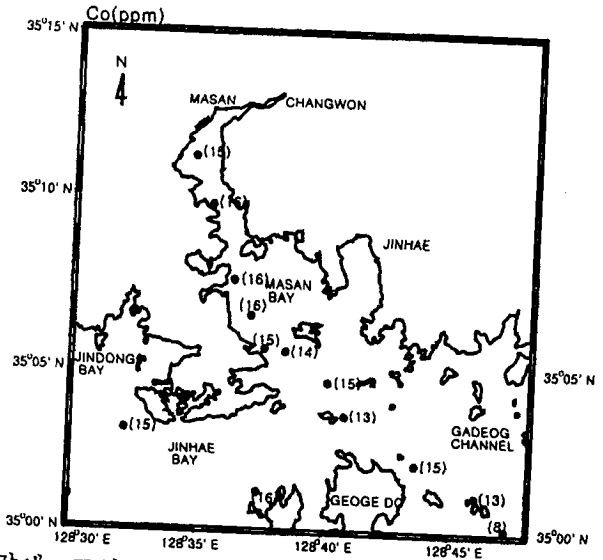 Co(ppm)
35°15' N
N
MASAN
CHANGWON
(15)
35°10' N
(16)
JINHAE
(16)
MASAN
BAY
(16)
(15)
(14)
35°05' N
JINDONG
BAY
35°05' N
(15)
(13)
(15)
GADEOG
CHANNEL
JINHAE
BAY
(15)
(16)
GEOGE DO
(13)
(8)
35°00' N
35°00' N
128°30' E
128°35' E
128°40' E
128°45' E